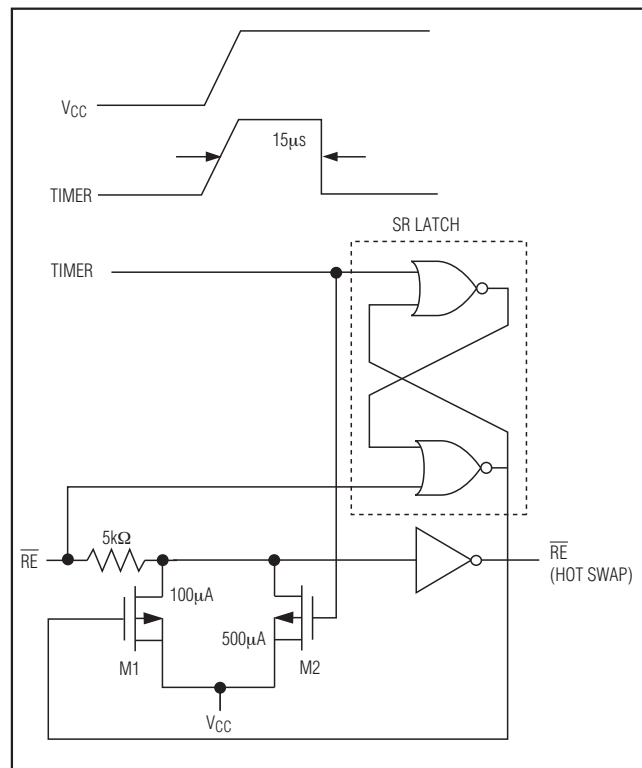 VCC
15μs
TIMER
TIMER
SR LATCH
5kΩ
RE
100μA
500μA
M1
M2
VCC
RE
(HOT SWAP)